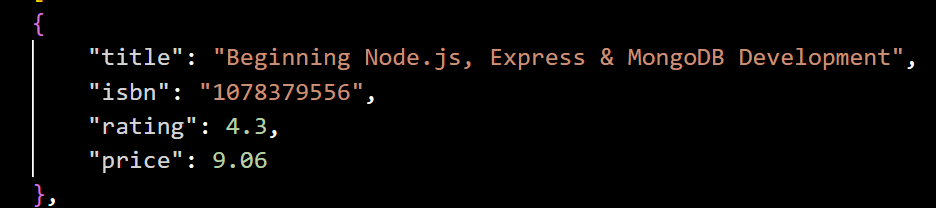 {
"title": "Beginning Node.js, Express & MongoDB Development",
"isbn": "1078379556",
"rating": 4.3,
"price": 9.06
},